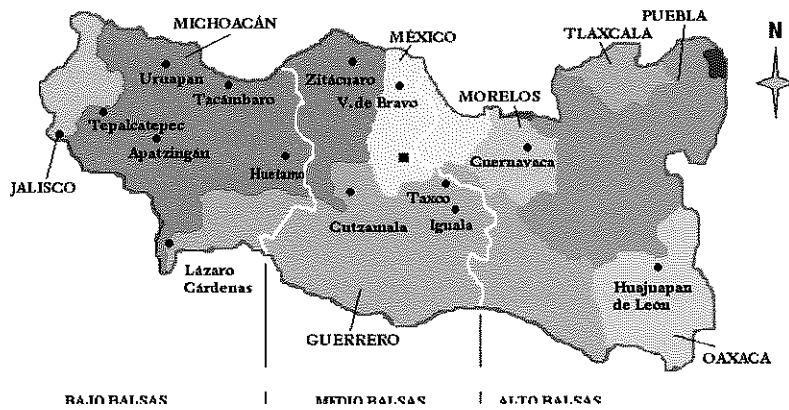 MICHOACÁN
MÉXICO
TLAXCALA
PUEBLA
N
Uruapan
Zitácuaro
Tacámbaro
V. de Bravo
MORELOS
Tepalcatepec
Apatzingán
Cuernavaca
JALISCO
Huetamo
Taxco
Cutzamala
Iguala
Lázaro
Cárdenas
Huajuapan
de León
GUERRERO
OAXACA
BAJO BALSAS
MEDIO BALSAS
ALTO BALSAS